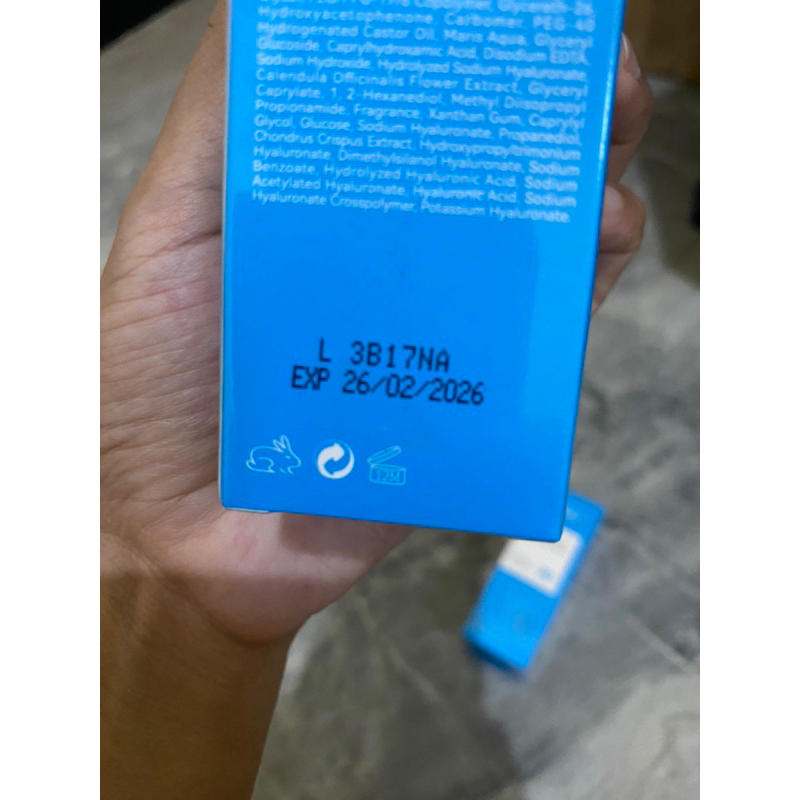 Copolymer, Glycereth-26,
Hydroxyacetophenone, Carbomer, PEG-40
Hydrogenated Castor Oil, Maris Aqua, Glyceryl
Glucoside, Caprylhydroxamic Acid, Disodium EDTA,
Sodium Hydroxide, Hydrolyzed Sodium Hyaluronate,
Calendula Officinalis Flower Extract, Glyceryl
Caprylate, 1, 2-Hexanediol, Methyl Diisopropyl
Propionamide, Fragrance, Xanthan Gum, Caprylyl
Glycol, Glucose, Sodium Hyaluronate, Propanediol,
Chondrus Crispus Extract, Hydroxypropyltrimonium
Hyaluronate, Dimethylsilanol Hyaluronate, Sodium
Benzoate, Hydrolyzed Hyaluronic Acid, Sodium
Acetylated Hyaluronate, Hyaluronic Acid, Sodium
Hyaluronate Crosspolymer, Potassium Hyaluronate.
L 3B17NA
EXP 26/02/2026
12M